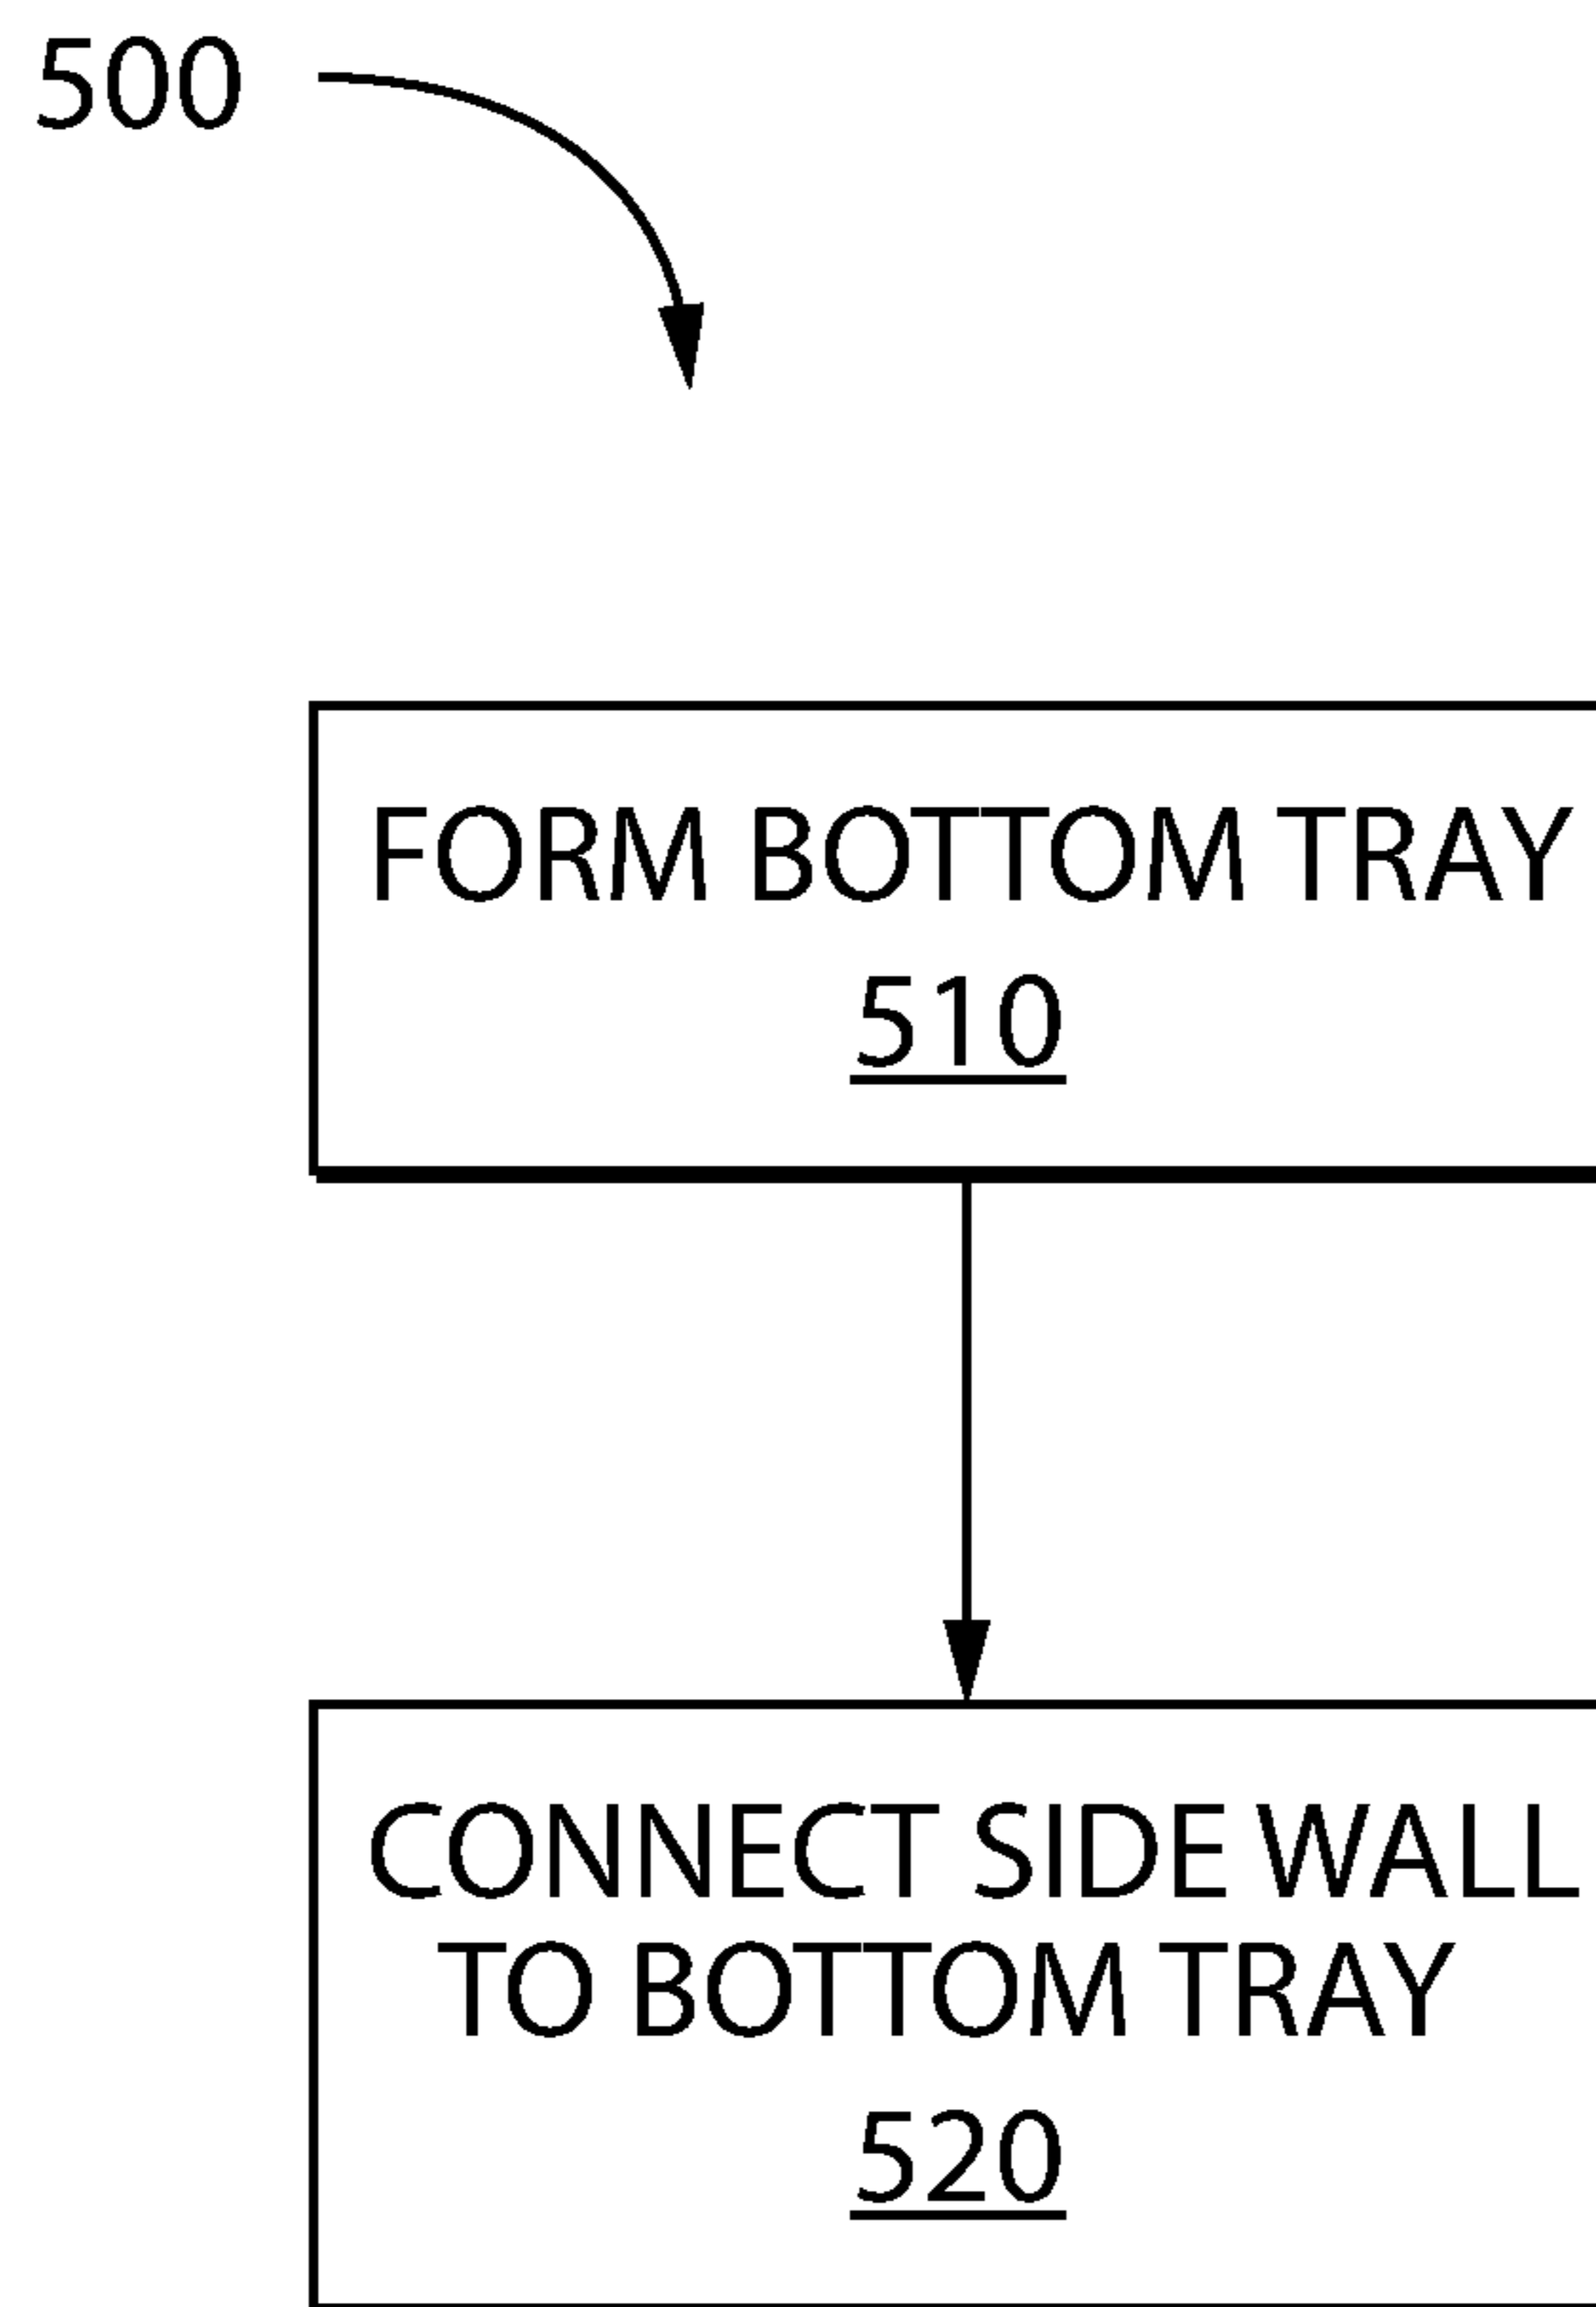 500
FORM BOTTOM TRAY
510
CONNECT SIDE WALL
TO BOTTOM TRAY
520